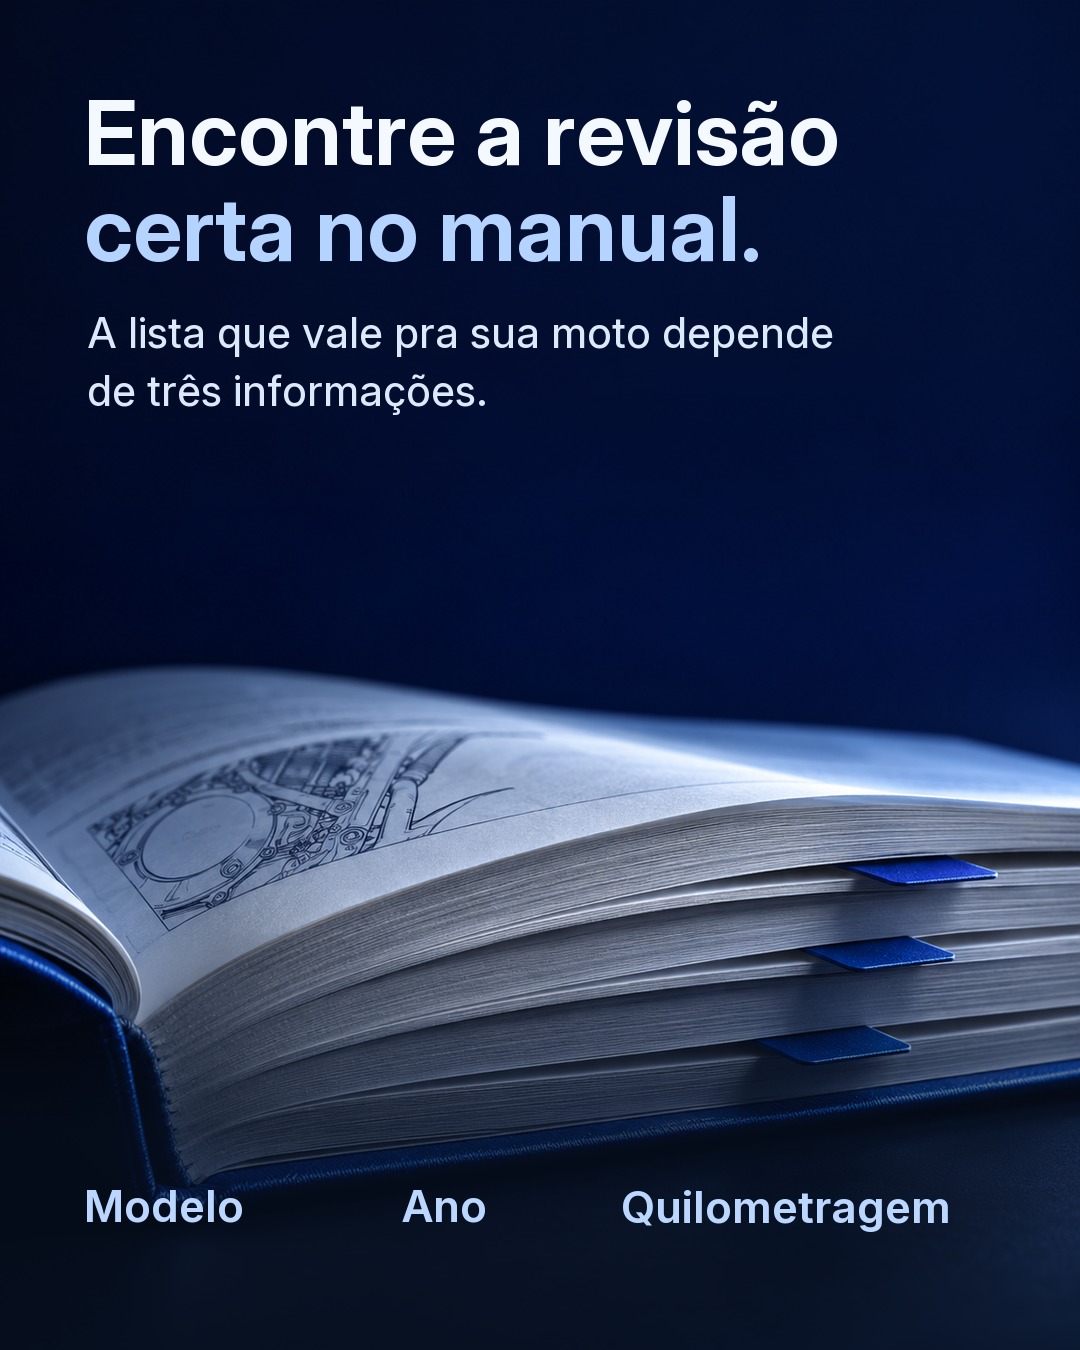 Encontre a revisão
certa no manual.
A lista que vale pra sua moto depende
de três informações.
Modelo
Ano
Quilometragem